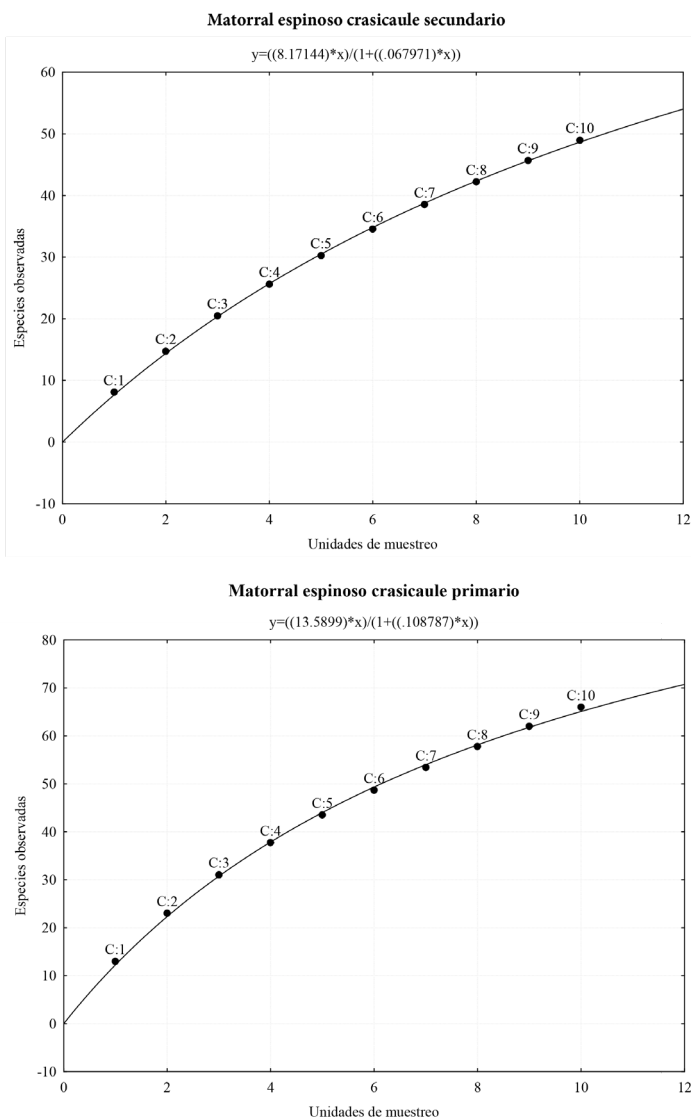 Matorral espinoso crasicaule secundario
y=((8.17144)*x)/(1+((.067971)*x))
60
50
40
30
20
10
0
-10
Especies observadas
C:1
C:2
C:3
C:4
C:5
C:6
C:7
C:8
C:9
C:10
0 2 4 6 8 10 12
Unidades de muestreo
Matorral espinoso crasicaule primario
y=((13.5899)*x)/(1+((.108787)*x))
80
70
60
50
40
30
20
10
0
-10
Especies observadas
C:1
C:2
C:3
C:4
C:5
C:6
C:7
C:8
C:9
C:10
0 2 4 6 8 10 12
Unidades de muestreo